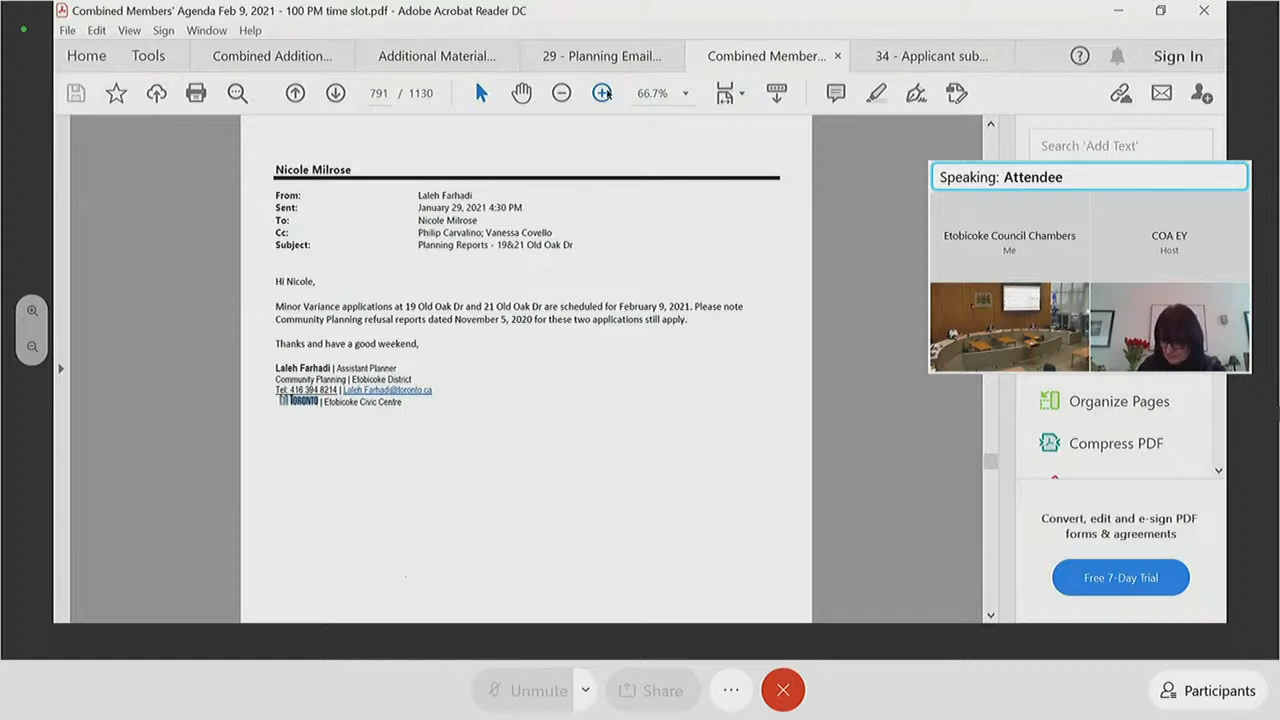 Combined Members' Agenda Feb 9, 2021 - 100 PM time slot.pdf - Adobe Acrobat Reader DC
File Edit View Sign Window Help
Home Tools Combined Addition... Additional Material... 29 - Planning Email... Combined Member... × 34 - Applicant sub... Sign In
791 / 1130 66.7%
Search 'Add Text'
Nicole Milrose
From: Laleh Farhadi
Sent: January 29, 2021 4:30 PM
To: Nicole Milrose
Cc: Philip Carvalino; Vanessa Covello
Subject: Planning Reports - 19&21 Old Oak Dr
Hi Nicole,
Minor Variance applications at 19 Old Oak Dr and 21 Old Oak Dr are scheduled for February 9, 2021. Please note
Community Planning refusal reports dated November 5, 2020 for these two applications still apply.
Thanks and have a good weekend,
Laleh Farhadi | Assistant Planner
Community Planning | Etobicoke District
Tel: 416 394 8214 | Laleh.Farhadi@toronto.ca
TORONTO | Etobicoke Civic Centre
Speaking: Attendee
Etobicoke Council Chambers
Me
COA EY
Host
Organize Pages
Compress PDF
Convert, edit and e-sign PDF
forms & agreements
Free 7-Day Trial
Unmute Share ... Participants